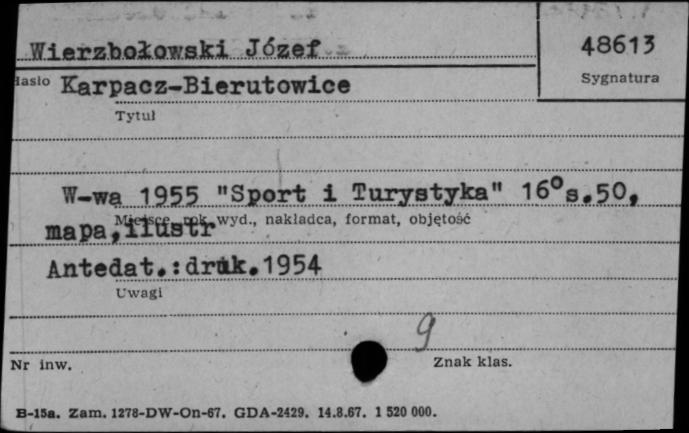 Wierzbołowski Józef
48613
Hasło
Sygnatura
Karpacz-Bierutowice
Tytuł
W-wa 1955 "Sport i Turystyka" 16° s.50,
Miejsce, rok wyd., nakładca, format, objętość
mapa, ilustr
Antedat.: druk. 1954
Uwagi
9
Nr inw.
Znak klas.
B-15a. Zam. 1278-DW-On-67. GDA-2429. 14.8.67. 1 520 000.